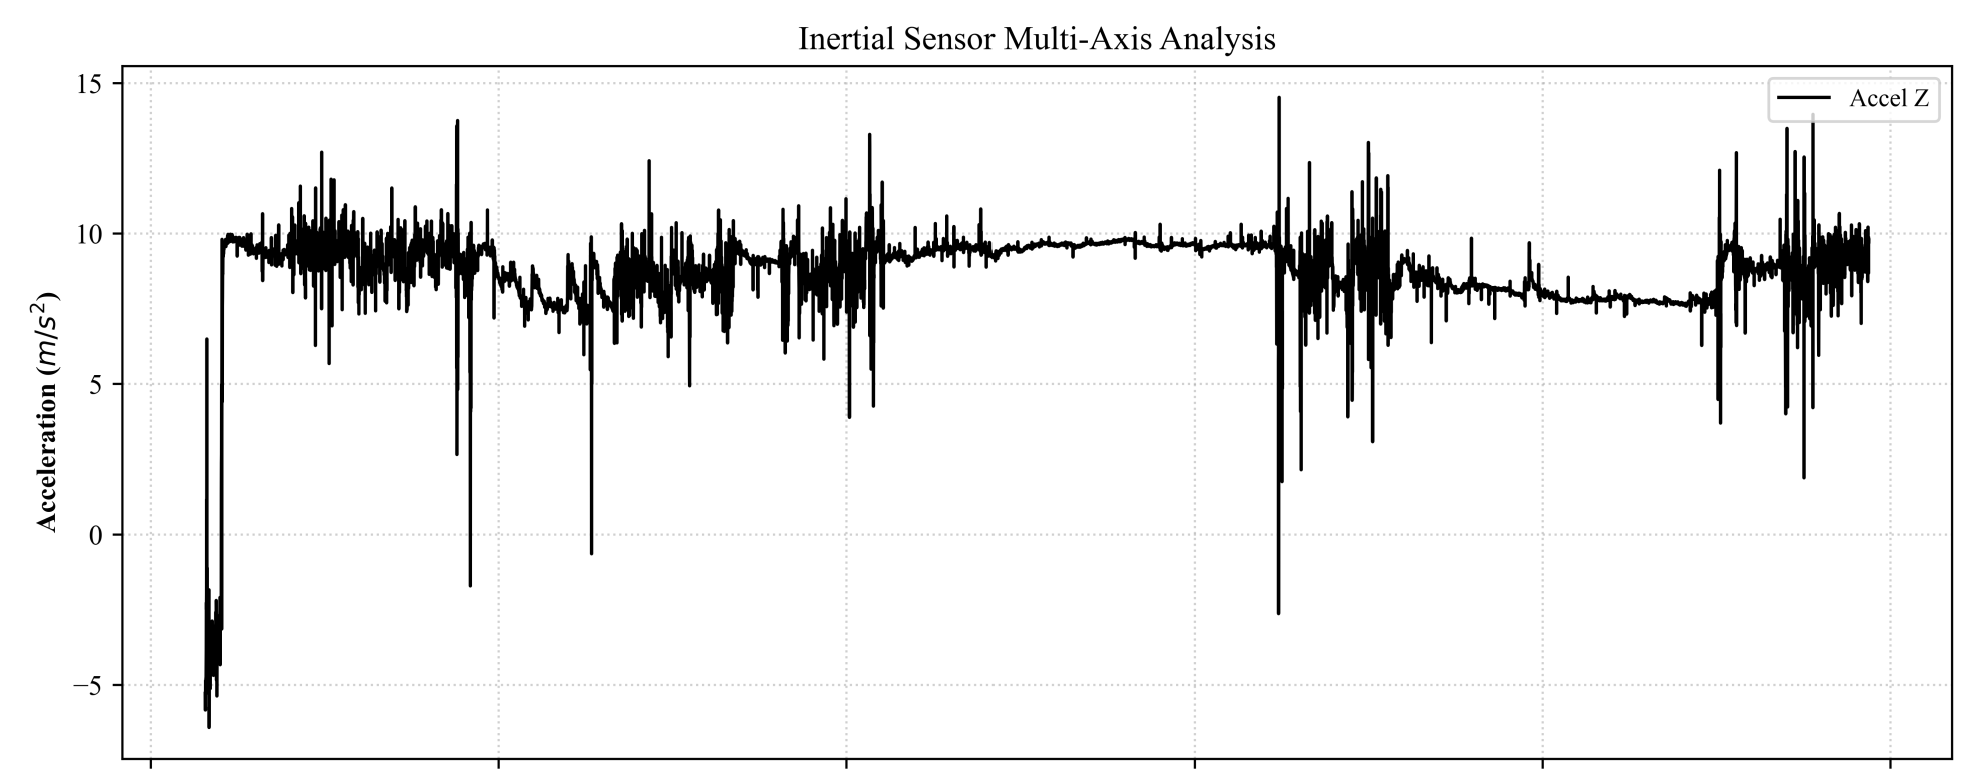 Inertial Sensor Multi-Axis Analysis
15
Accel Z
10
5
0
−5
Acceleration (m/s²)